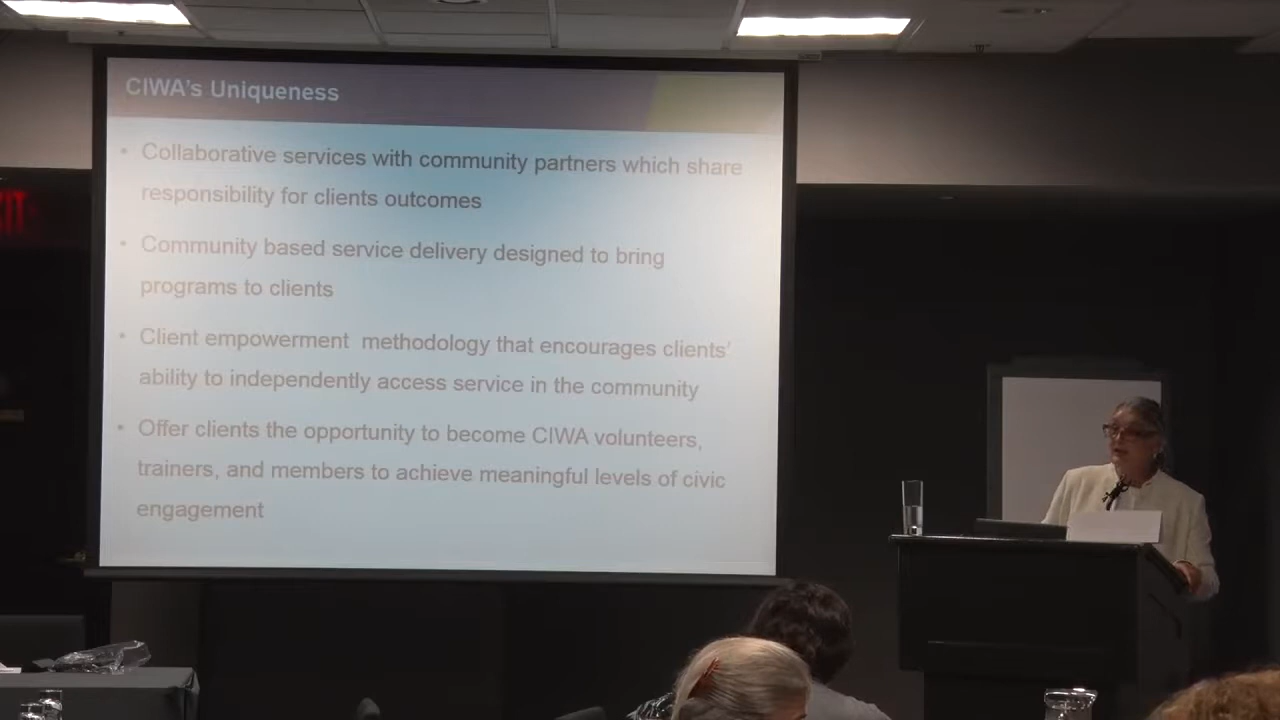 CIWA's Uniqueness
• Collaborative services with community partners which share
responsibility for clients outcomes
• Community based service delivery designed to bring
programs to clients
• Client empowerment methodology that encourages clients'
ability to independently access service in the community
• Offer clients the opportunity to become CIWA volunteers,
trainers, and members to achieve meaningful levels of civic
engagement